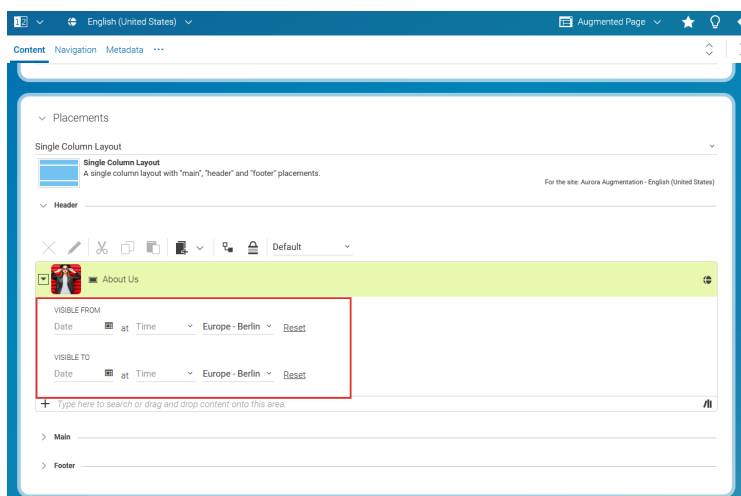 English (United States)
Augmented Page
Content Navigation Metadata ...
Placements
Single Column Layout
Single Column Layout
A single column layout with "main", "header" and "footer" placements.
For the site: Aurora Augmentation - English (United States)
Header
Default
About Us
VISIBLE FROM
Date at Time Europe - Berlin Reset
VISIBLE TO
Date at Time Europe - Berlin Reset
Type here to search or drag and drop content onto this area.
Main
Footer